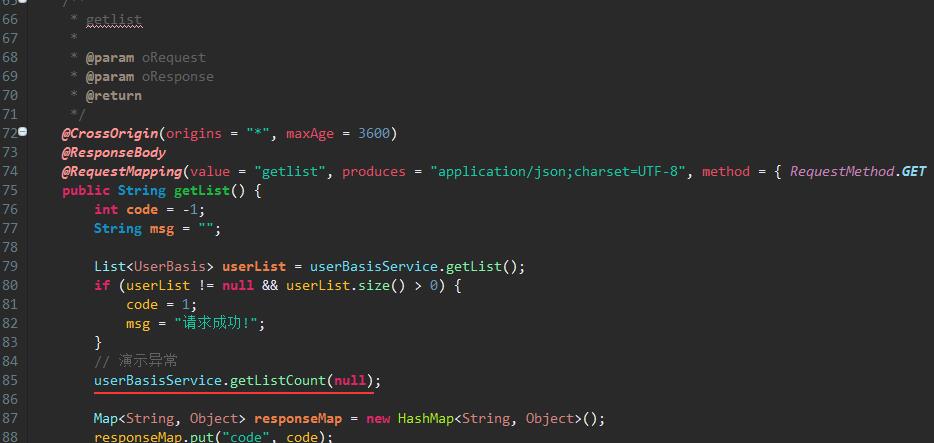 65 /**
66 * getlist
67 *
68 * @param oRequest
69 * @param oResponse
70 * @return
71 */
72 @CrossOrigin(origins = "*", maxAge = 3600)
73 @ResponseBody
74 @RequestMapping(value = "getlist", produces = "application/json;charset=UTF-8", method = { RequestMethod.GET
75 public String getList() {
76 int code = -1;
77 String msg = "";
78
79 List<UserBasis> userList = userBasisService.getList();
80 if (userList != null && userList.size() > 0) {
81 code = 1;
82 msg = "请求成功!";
83 }
84 // 演示异常
85 userBasisService.getListCount(null);
86
87 Map<String, Object> responseMap = new HashMap<String, Object>();
88 responseMap.put("code", code);